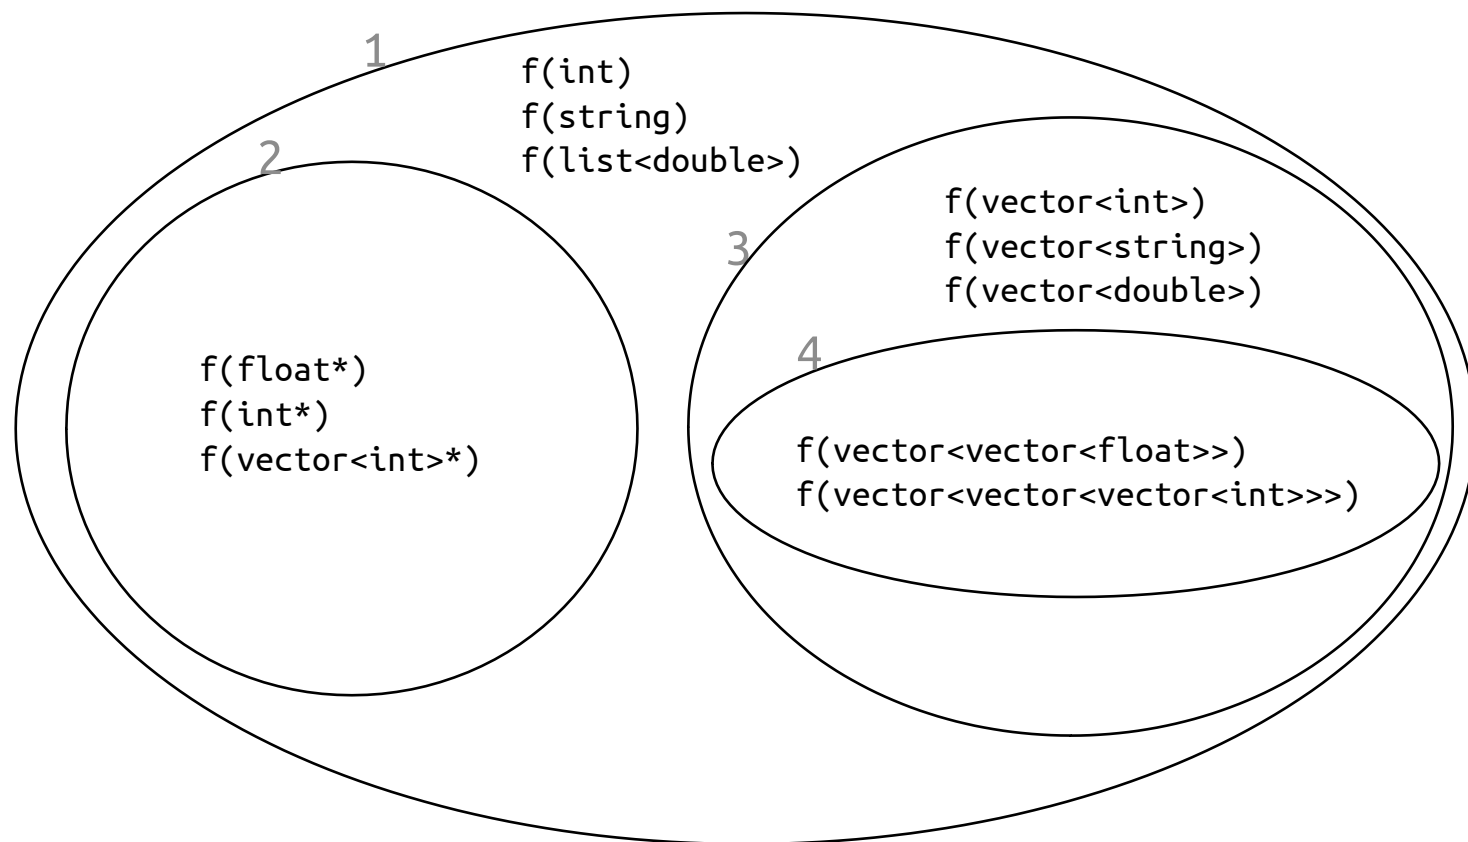 1
f(int)
f(string)
f(list<double>)
2
f(float*)
f(int*)
f(vector<int>*)
3
f(vector<int>)
f(vector<string>)
f(vector<double>)
4
f(vector<vector<float>>)
f(vector<vector<vector<int>>>)